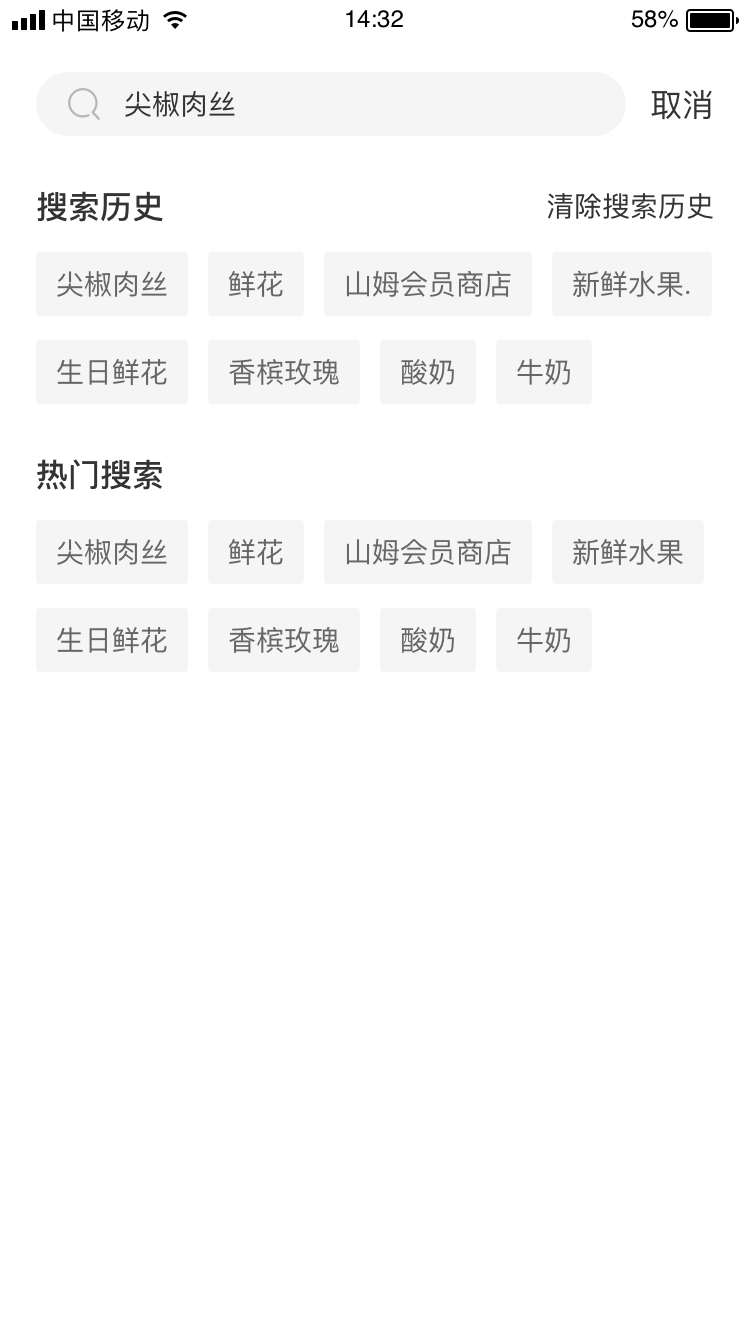 中国移动 14:32 58%
尖椒肉丝 取消
搜索历史 清除搜索历史
尖椒肉丝 鲜花 山姆会员商店 新鲜水果.
生日鲜花 香槟玫瑰 酸奶 牛奶
热门搜索
尖椒肉丝 鲜花 山姆会员商店 新鲜水果
生日鲜花 香槟玫瑰 酸奶 牛奶